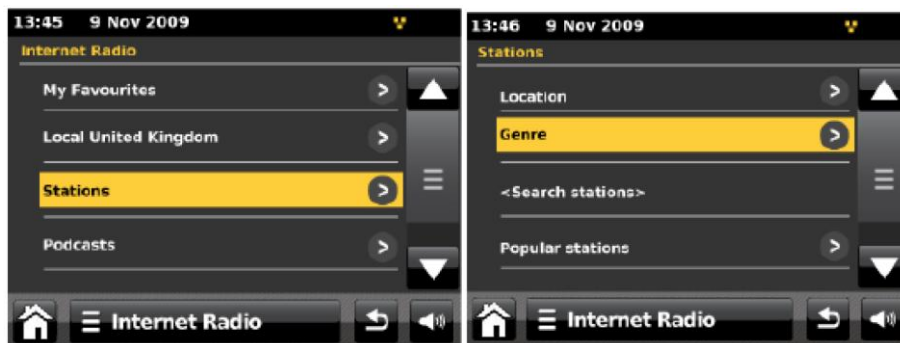 13:45 9 Nov 2009
Internet Radio
My Favourites
Local United Kingdom
Stations
Podcasts
Internet Radio
13:46 9 Nov 2009
Stations
Location
Genre
<Search stations>
Popular stations
Internet Radio